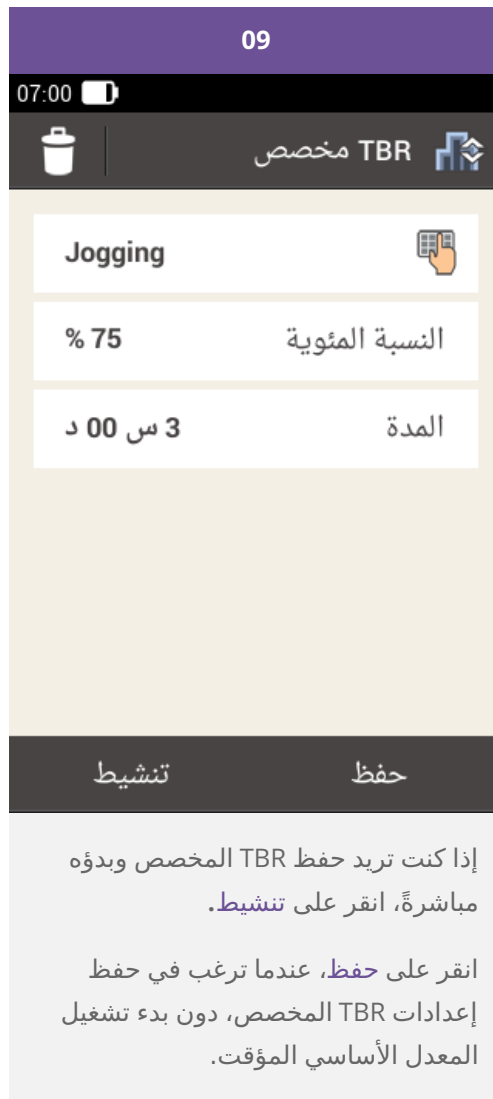 09
07:00
TBR مخصص
Jogging
النسبة المئوية 75 %
المدة 3 س 00 د
حفظ تنشيط
إذا كنت تريد حفظ TBR المخصص وبدؤه
مباشرةً، انقر على تنشيط.
انقر على حفظ، عندما ترغب في حفظ
إعدادات TBR المخصص، دون بدء تشغيل
المعدل الأساسي المؤقت.